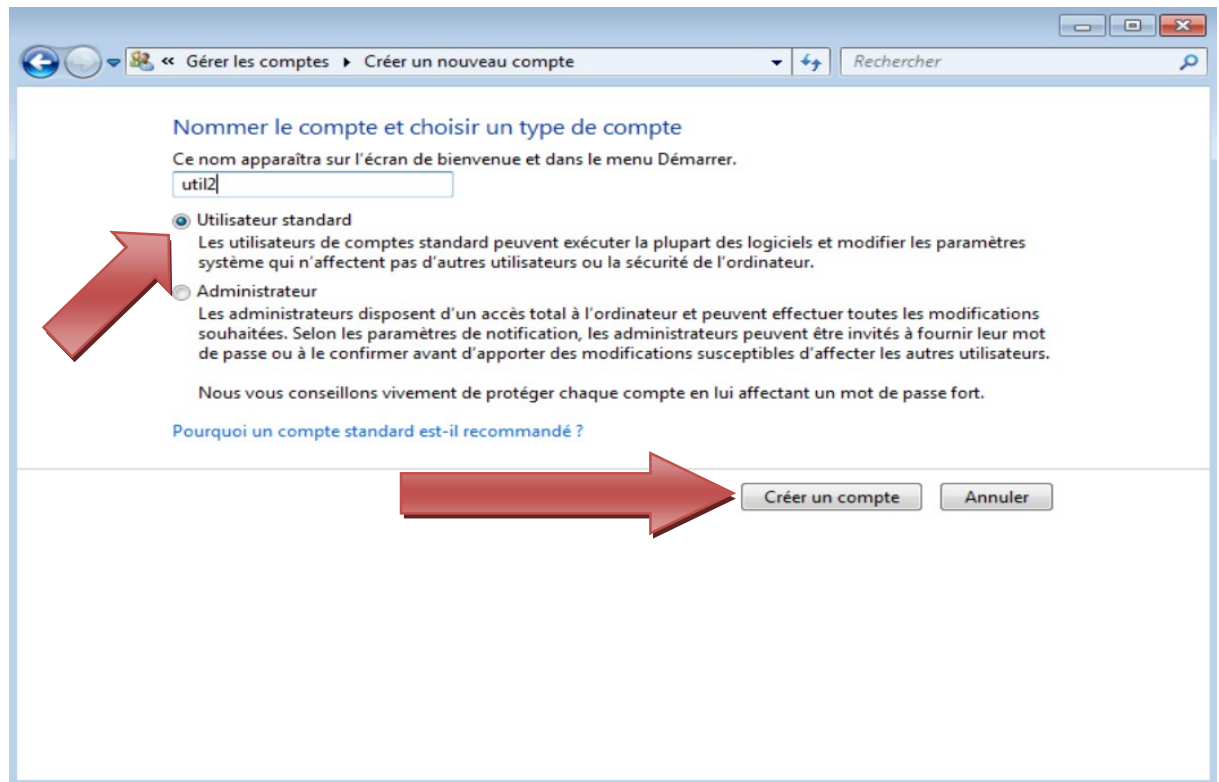 « Gérer les comptes ▸ Créer un nouveau compte Rechercher
Nommer le compte et choisir un type de compte
Ce nom apparaîtra sur l'écran de bienvenue et dans le menu Démarrer.
util2
Utilisateur standard
Les utilisateurs de comptes standard peuvent exécuter la plupart des logiciels et modifier les paramètres
système qui n'affectent pas d'autres utilisateurs ou la sécurité de l'ordinateur.
Administrateur
Les administrateurs disposent d'un accès total à l'ordinateur et peuvent effectuer toutes les modifications
souhaitées. Selon les paramètres de notification, les administrateurs peuvent être invités à fournir leur mot
de passe ou à le confirmer avant d'apporter des modifications susceptibles d'affecter les autres utilisateurs.
Nous vous conseillons vivement de protéger chaque compte en lui affectant un mot de passe fort.
Pourquoi un compte standard est-il recommandé ?
Créer un compte Annuler